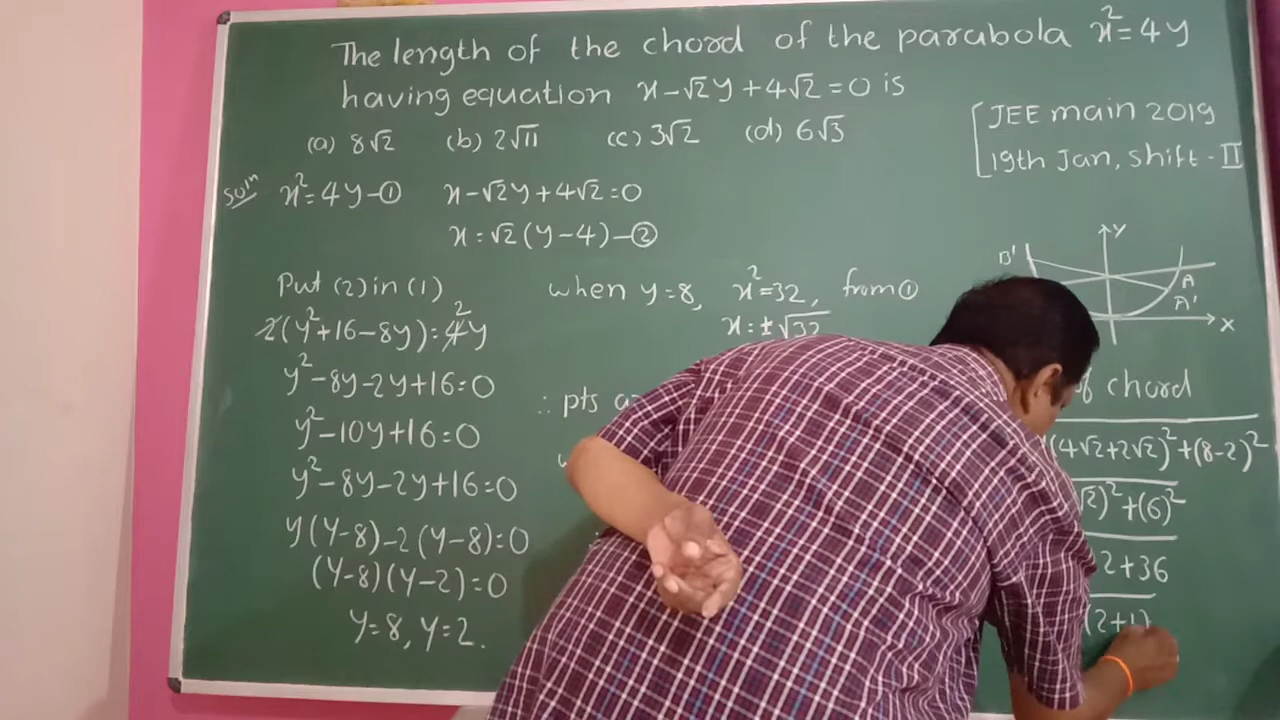 The length of the chord of the parabola x²=4y
having equation x-√2y+4√2=0 is
(a) 8√2 (b) 2√11 (c) 3√2 (d) 6√3
[JEE main 2019
19th Jan, shift-II
Solⁿ x²=4y-① x-√2y+4√2=0
x=√2(y-4)-②
Put (2) in (1)
2(y²+16-8y)=4²y
y²-8y-2y+16=0
y²-10y+16=0
y²-8y-2y+16=0
y(y-8)-2(y-8)=0
(y-8)(y-2)=0
y=8, y=2.
when y=8, x²=32, from ①
x=±√32
∴ pts
Y
B'
A
A'
X
of chord
(4√2+2√2)²+(8-2)²
√2)²+(6)²
2+36
(2+1)